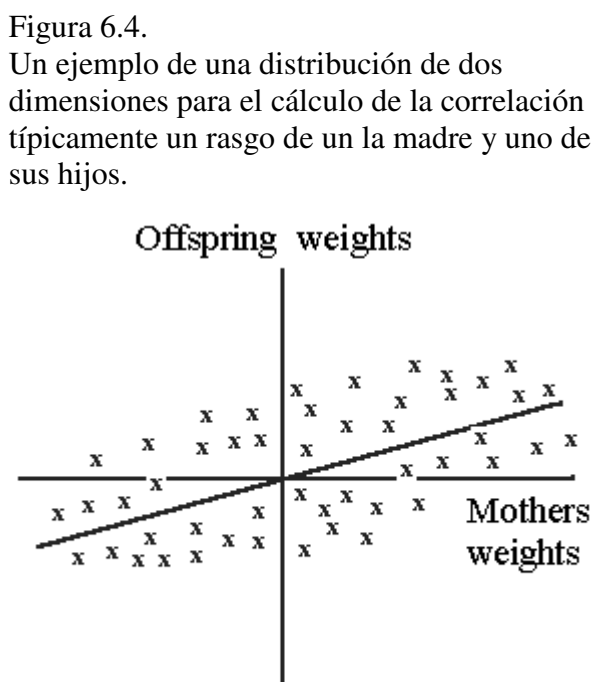 Figura 6.4.
Un ejemplo de una distribución de dos
dimensiones para el cálculo de la correlación
típicamente un rasgo de un la madre y uno de
sus hijos.
Offspring weights
Mothers
weights